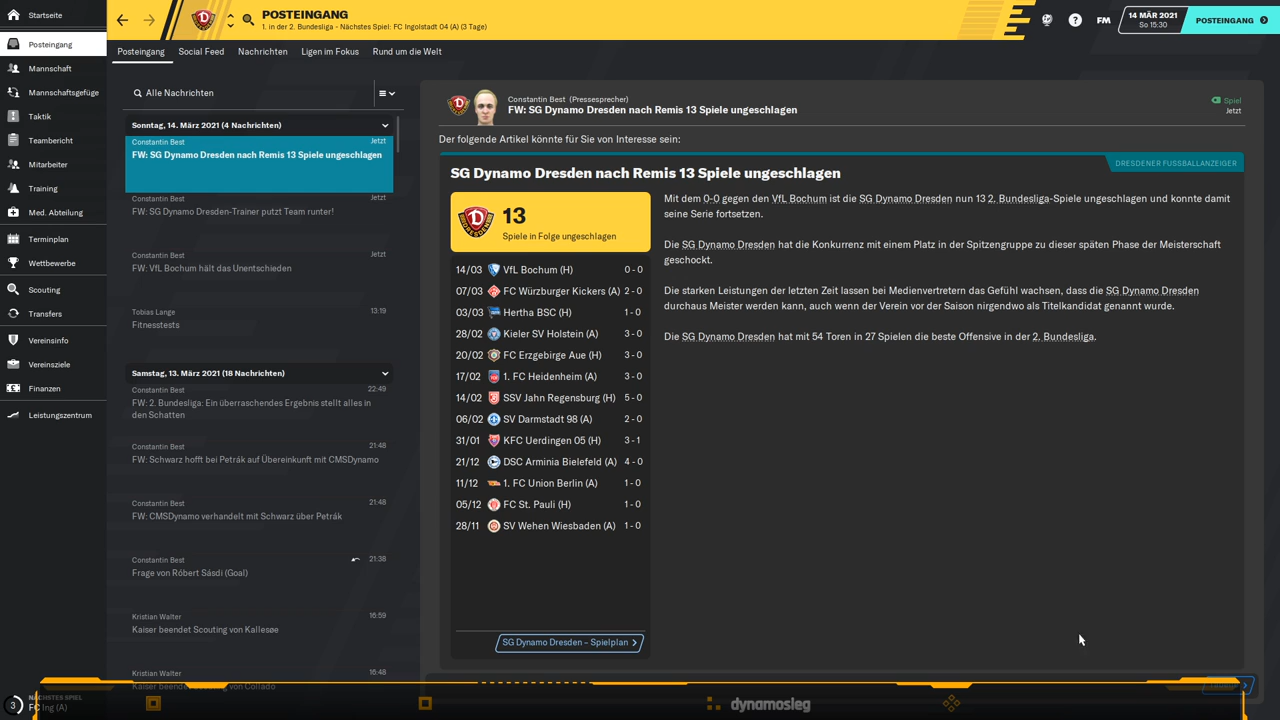 Startseite
Posteingang
Mannschaft
Mannschaftsgefüge
Taktik
Teambericht
Mitarbeiter
Training
Med. Abteilung
Terminplan
Wettbewerbe
Scouting
Transfers
Vereinsinfo
Vereinsziele
Finanzen
Leistungszentrum
POSTEINGANG
1. in der 2. Bundesliga - Nächstes Spiel: FC Ingolstadt 04 (A) (3 Tage)
FM
14 MÄR 2021
So 15:30
POSTEINGANG
Posteingang Social Feed Nachrichten Ligen im Fokus Rund um die Welt
Alle Nachrichten
Sonntag, 14. März 2021 (4 Nachrichten)
Constantin Best Jetzt
FW: SG Dynamo Dresden nach Remis 13 Spiele ungeschlagen
Constantin Best Jetzt
FW: SG Dynamo Dresden-Trainer putzt Team runter!
Constantin Best Jetzt
FW: VfL Bochum hält das Unentschieden
Tobias Lange 13:19
Fitnesstests
Samstag, 13. März 2021 (18 Nachrichten)
Constantin Best 22:49
FW: 2. Bundesliga: Ein überraschendes Ergebnis stellt alles in
den Schatten
Constantin Best 21:48
FW: Schwarz hofft bei Petrák auf Übereinkunft mit CMSDynamo
Constantin Best 21:48
FW: CMSDynamo verhandelt mit Schwarz über Petrák
Constantin Best 21:38
Frage von Róbert Sásdi (Goal)
Kristian Walter 16:59
Kaiser beendet Scouting von Kallesøe
Kristian Walter 16:48
Kaiser beendet Scouting von Collado
Constantin Best (Pressesprecher)
FW: SG Dynamo Dresden nach Remis 13 Spiele ungeschlagen
Spiel
Jetzt
Der folgende Artikel könnte für Sie von Interesse sein:
DRESDENER FUSSBALLANZEIGER
SG Dynamo Dresden nach Remis 13 Spiele ungeschlagen
13
Spiele in Folge ungeschlagen
14/03 VfL Bochum (H) 0 - 0
07/03 FC Würzburger Kickers (A) 2 - 0
03/03 Hertha BSC (H) 1 - 0
28/02 Kieler SV Holstein (A) 3 - 0
20/02 FC Erzgebirge Aue (H) 3 - 0
17/02 1. FC Heidenheim (A) 3 - 0
14/02 SSV Jahn Regensburg (H) 5 - 0
06/02 SV Darmstadt 98 (A) 2 - 0
31/01 KFC Uerdingen 05 (H) 3 - 1
21/12 DSC Arminia Bielefeld (A) 4 - 0
11/12 1. FC Union Berlin (A) 1 - 0
05/12 FC St. Pauli (H) 1 - 0
28/11 SV Wehen Wiesbaden (A) 1 - 0
SG Dynamo Dresden - Spielplan
Mit dem 0-0 gegen den VfL Bochum ist die SG Dynamo Dresden nun 13 2. Bundesliga-Spiele ungeschlagen und konnte damit
seine Serie fortsetzen.
Die SG Dynamo Dresden hat die Konkurrenz mit einem Platz in der Spitzengruppe zu dieser späten Phase der Meisterschaft
geschockt.
Die starken Leistungen der letzten Zeit lassen bei Medienvertretern das Gefühl wachsen, dass die SG Dynamo Dresden
durchaus Meister werden kann, auch wenn der Verein vor der Saison nirgendwo als Titelkandidat genannt wurde.
Die SG Dynamo Dresden hat mit 54 Toren in 27 Spielen die beste Offensive in der 2. Bundesliga.
3
NÄCHSTES SPIEL
FC Ing (A)
dynamosleg